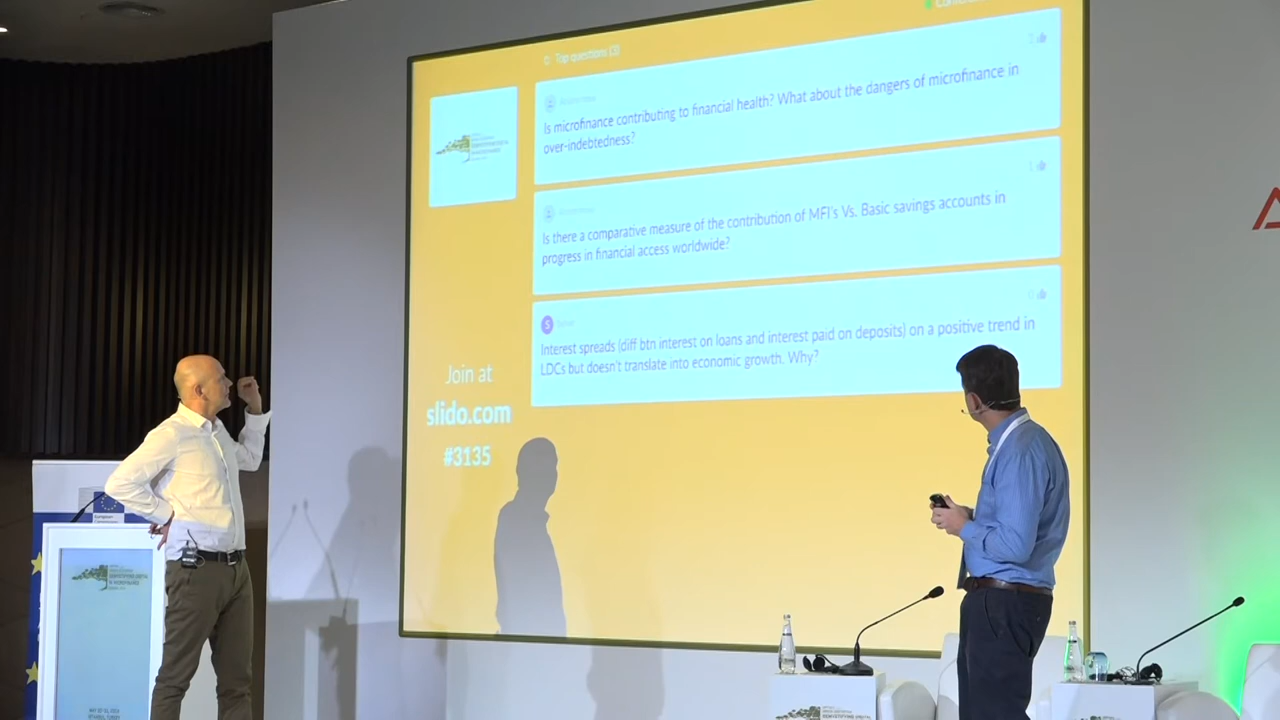 Top questions (3)
Is microfinance contributing to financial health? What about the dangers of microfinance in
over-indebtedness?
Is there a comparative measure of the contribution of MFI's Vs. Basic savings accounts in
progress in financial access worldwide?
S
Interest spreads (diff btn interest on loans and interest paid on deposits) on a positive trend in
LDCs but doesn't translate into economic growth. Why?
Join at
slido.com
#3135